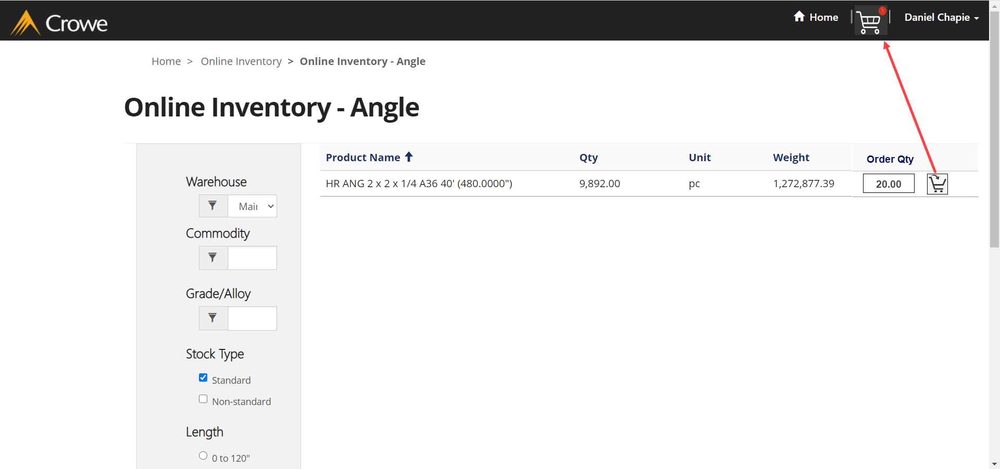 Crowe
Home
1
Daniel Chapie
Home > Online Inventory > Online Inventory - Angle
Online Inventory - Angle
Product Name Qty Unit Weight Order Qty
HR ANG 2 x 2 x 1/4 A36 40' (480.0000") 9,892.00 pc 1,272,877.39 20.00
Warehouse
Mair
Commodity
Grade/Alloy
Stock Type
Standard
Non-standard
Length
0 to 120"